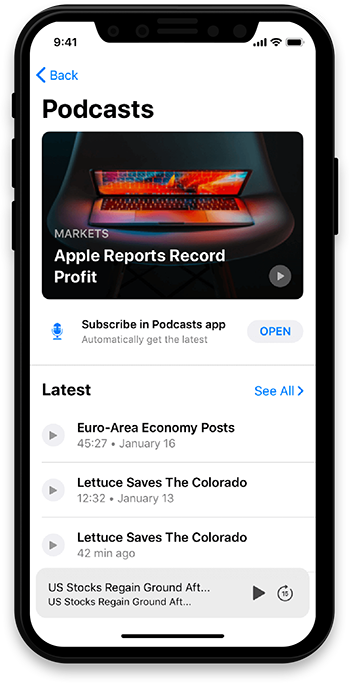 9:41
Back
Podcasts
MARKETS
Apple Reports Record
Profit
Subscribe in Podcasts app
Automatically get the latest
OPEN
Latest
See All
Euro-Area Economy Posts
45:27 • January 16
Lettuce Saves The Colorado
12:32 • January 13
Lettuce Saves The Colorado
42 min ago
US Stocks Regain Ground Aft...
US Stocks Regain Ground Aft...
15